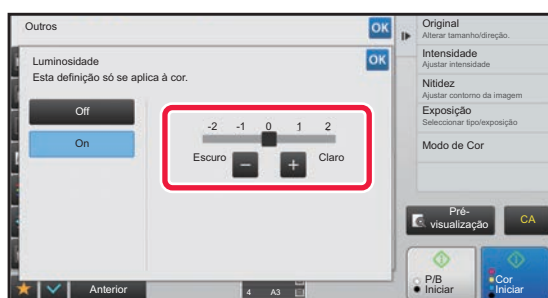 Outros
OK
Luminosidade
OK
Esta definição só se aplica à cor.
Off
On
-2 -1 0 1 2
Escuro − + Claro
Original
Alterar tamanho/direção.
Intensidade
Ajustar intensidade
Nitidez
Ajustar contorno da imagem
Exposição
Seleccionar tipo/exposição
Modo de Cor
Pré-
visualização
CA
P/B
Iniciar
Cor
Iniciar
Anterior
4 A3